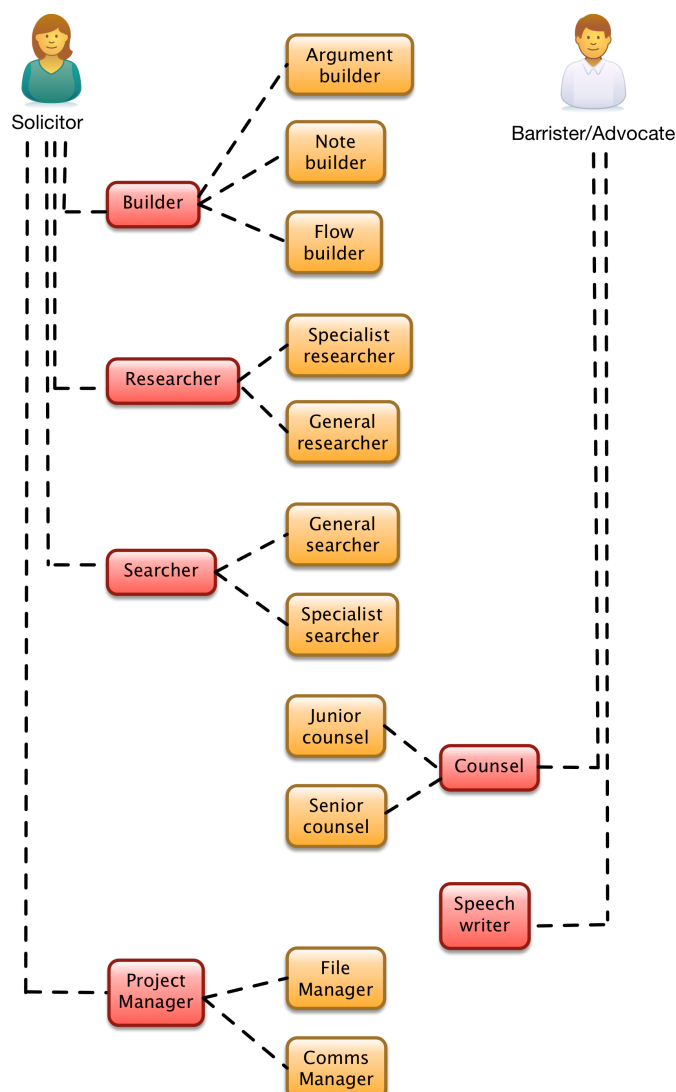 Solicitor
Barrister/Advocate
Argument
builder
Note
builder
Builder
Flow
builder
Specialist
researcher
Researcher
General
researcher
General
searcher
Searcher
Specialist
searcher
Junior
counsel
Counsel
Senior
counsel
Speech
writer
Project
Manager
File
Manager
Comms
Manager